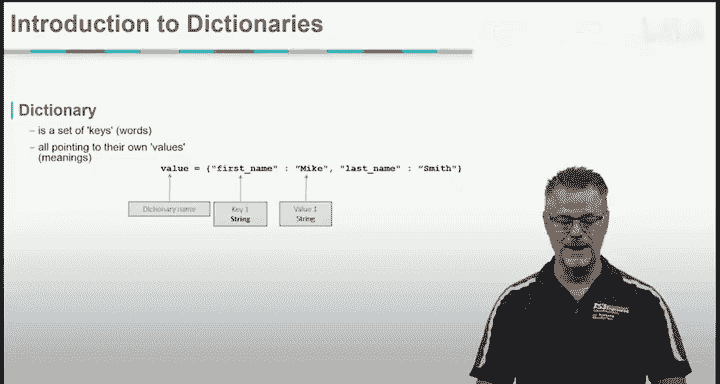 Introduction to Dictionaries
Dictionary
– is a set of 'keys' (words)
– all pointing to their own 'values'
(meanings)
value = {"first_name" : "Mike", "last_name" : "Smith"}
Dictionary name
Key 1
String
Value 1
String